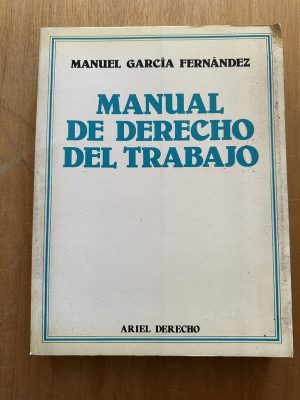 MANUEL GARCÍA FERNÁNDEZ
MANUAL
DE DERECHO
DEL TRABAJO
ARIEL DERECHO